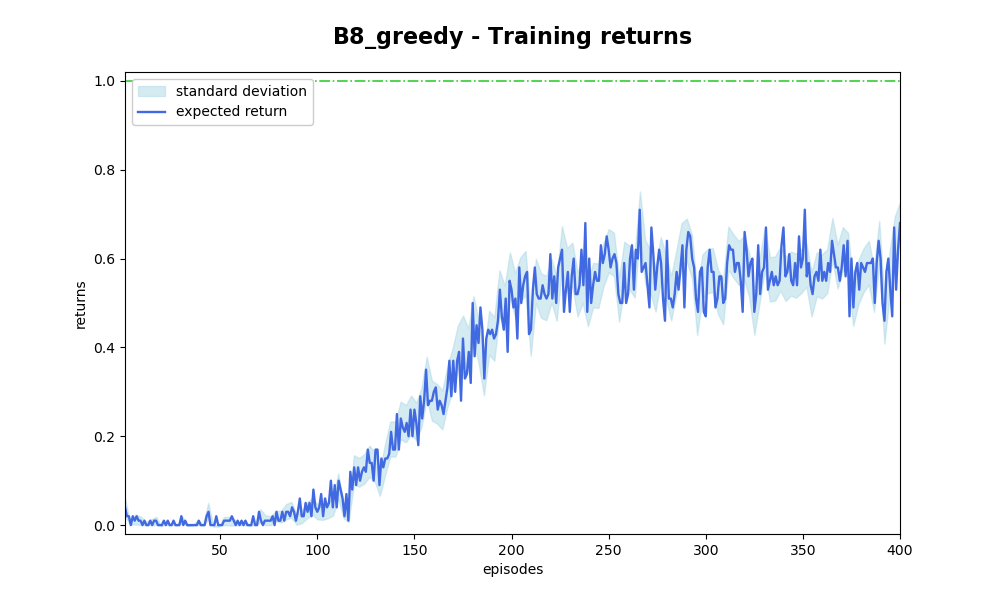 B8_greedy - Training returns
1.0
0.8
0.6
0.4
0.2
0.0
returns
standard deviation
expected return
50 100 150 200 250 300 350 400
episodes